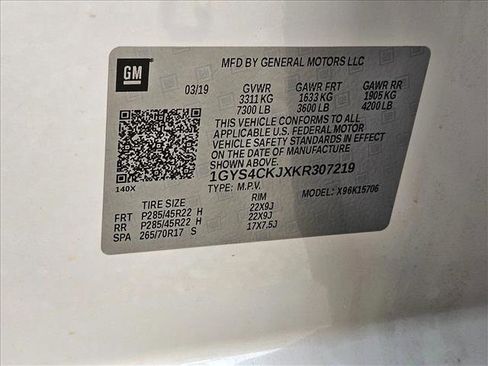 GM
MFD BY GENERAL MOTORS LLC
03/19 GVWR GAWR FRT GAWR RR
3311 KG 1633 KG 1905 KG
7300 LB 3600 LB 4200 LB
THIS VEHICLE CONFORMS TO ALL
APPLICABLE U.S. FEDERAL MOTOR
VEHICLE SAFETY STANDARDS IN
EFFECT ON THE DATE OF MANUFACTURE
SHOWN ABOVE.
1GYS4CKJXKR307219
140X TYPE: M.P.V. MODEL: X96K15706
TIRE SIZE RIM
FRT P285/45R22 H 22X9J
RR P285/45R22 H 22X9J
SPA 265/70R17 S 17X7.5J